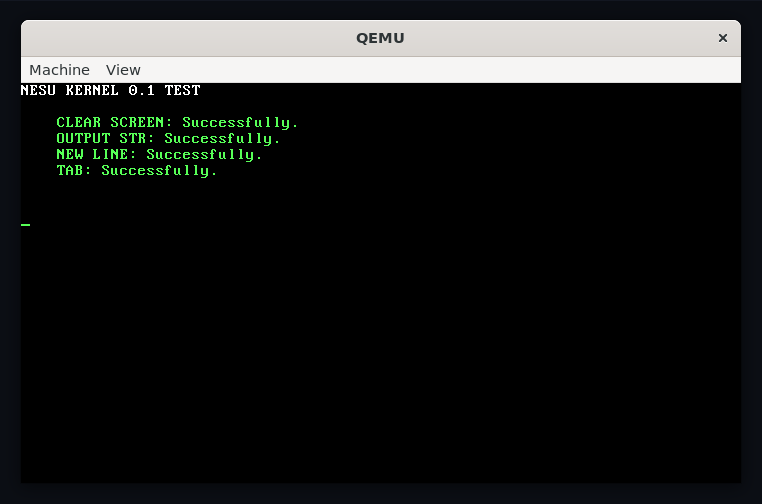 QEMU
Machine View
NESU KERNEL 0.1 TEST
CLEAR SCREEN: Successfully.
OUTPUT STR: Successfully.
NEW LINE: Successfully.
TAB: Successfully.